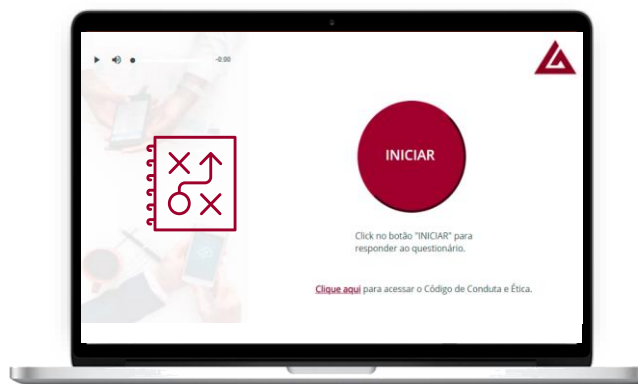 -0:00
INICIAR
Click no botão "INICIAR" para
responder ao questionário.
Clique aqui para acessar o Código de Conduta e Ética.